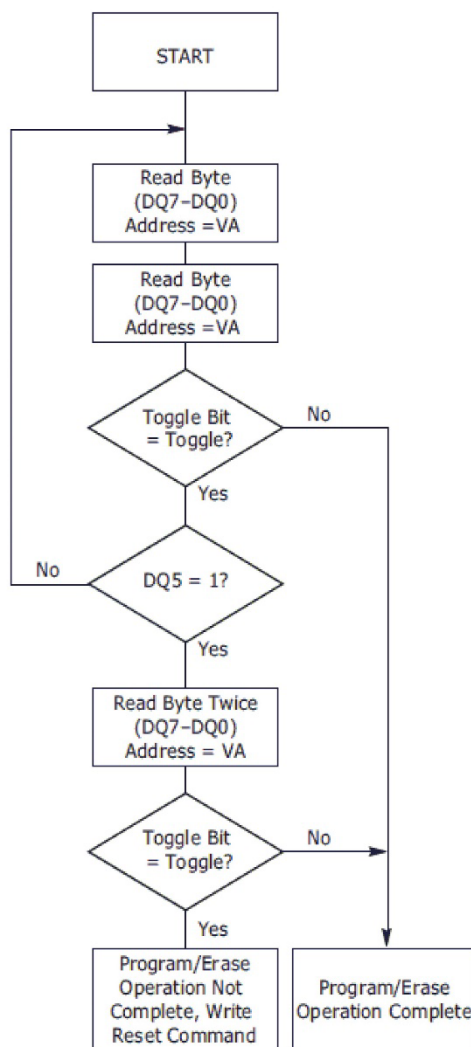 START
Read Byte
(DQ7–DQ0)
Address =VA
Read Byte
(DQ7–DQ0)
Address =VA
Toggle Bit
= Toggle?
No
Yes
No
DQ5 = 1?
Yes
Read Byte Twice
(DQ7–DQ0)
Address = VA
Toggle Bit
= Toggle?
No
Yes
Program/Erase
Operation Not
Complete, Write
Reset Command
Program/Erase
Operation Complete